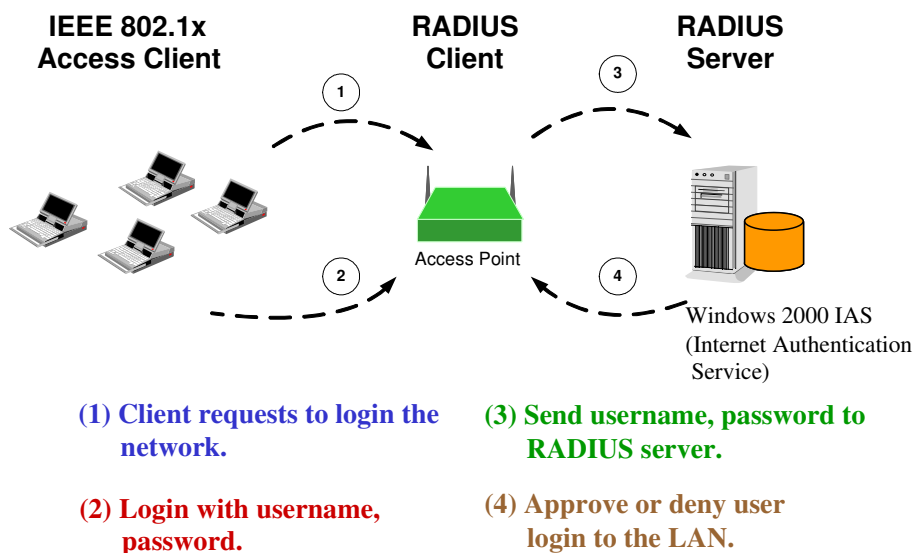 IEEE 802.1x
Access Client
RADIUS
Client
RADIUS
Server
1
3
Access Point
2
4
Windows 2000 IAS
(Internet Authentication
Service)
(1) Client requests to login the
network.
(2) Login with username,
password.
(3) Send username, password to
RADIUS server.
(4) Approve or deny user
login to the LAN.